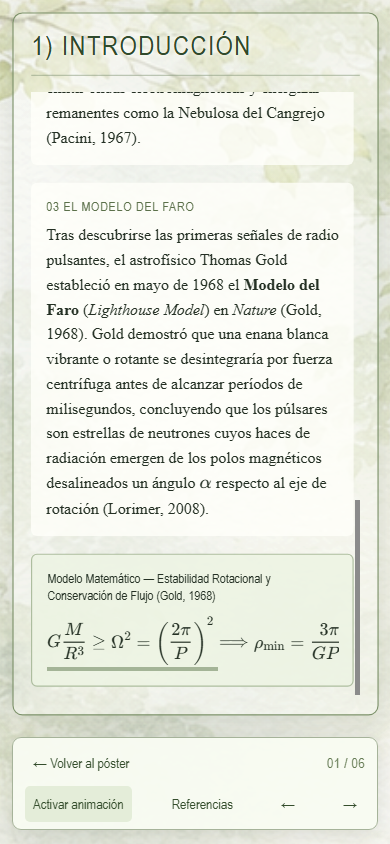 1) INTRODUCCIÓN
remanentes como la Nebulosa del Cangrejo
(Pacini, 1967).
03 EL MODELO DEL FARO
Tras descubrirse las primeras señales de radio
pulsantes, el astrofísico Thomas Gold
estableció en mayo de 1968 el Modelo del
Faro (Lighthouse Model) en Nature (Gold,
1968). Gold demostró que una enana blanca
vibrante o rotante se desintegraría por fuerza
centrífuga antes de alcanzar períodos de
milisegundos, concluyendo que los púlsares
son estrellas de neutrones cuyos haces de
radiación emergen de los polos magnéticos
desalineados un ángulo α respecto al eje de
rotación (Lorimer, 2008).
Modelo Matemático — Estabilidad Rotacional y
Conservación de Flujo (Gold, 1968)
G M/R³ ≥ Ω² = (2π/P)² ⟹ ρmin = 3π/GP
← Volver al póster 01 / 06
Activar animación Referencias ← →